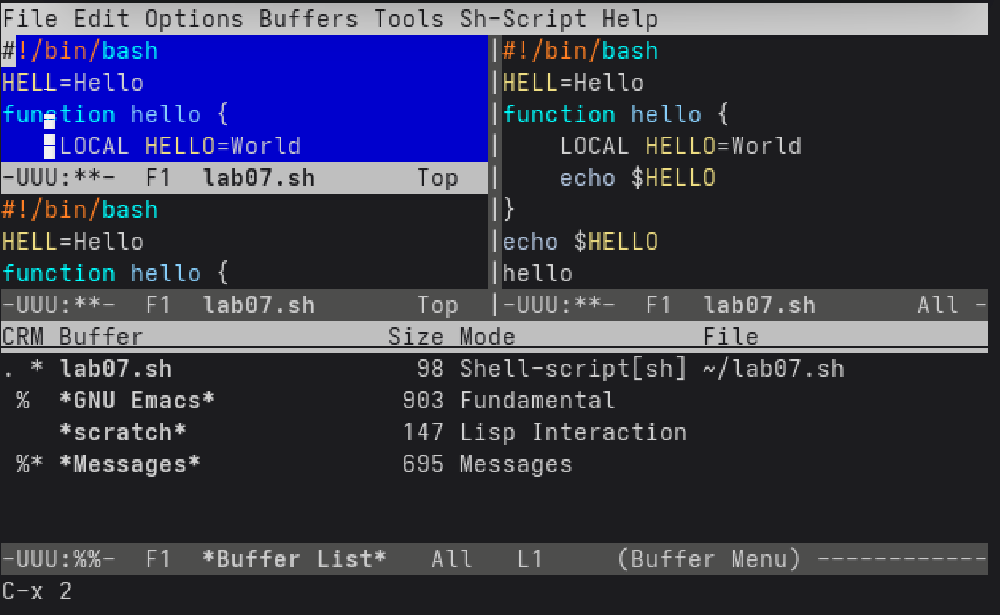 File Edit Options Buffers Tools Sh-Script Help
#!/bin/bash
HELL=Hello
function hello {
LOCAL HELLO=World
-UUU:**-  F1  lab07.sh       Top
#!/bin/bash
HELL=Hello
function hello {
-UUU:**-  F1  lab07.sh       Top
#!/bin/bash
HELL=Hello
function hello {
    LOCAL HELLO=World
    echo $HELLO
}
echo $HELLO
hello
-UUU:**-  F1  lab07.sh       All -
CRM Buffer                 Size Mode             File
. * lab07.sh                 98 Shell-script[sh] ~/lab07.sh
 %  *GNU Emacs*             903 Fundamental
    *scratch*               147 Lisp Interaction
 %* *Messages*              695 Messages
-UUU:%%-  F1  *Buffer List*   All   L1     (Buffer Menu) ------------
C-x 2